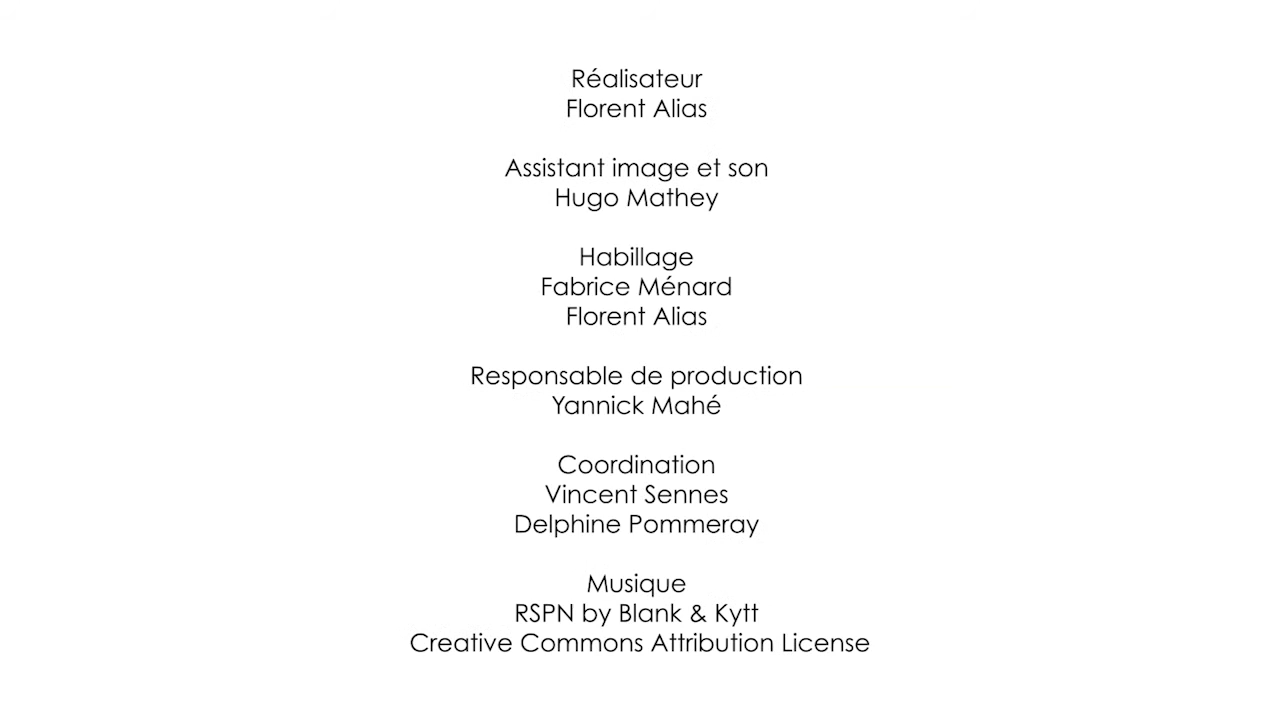 Réalisateur
Florent Alias
Assistant image et son
Hugo Mathey
Habillage
Fabrice Ménard
Florent Alias
Responsable de production
Yannick Mahé
Coordination
Vincent Sennes
Delphine Pommeray
Musique
RSPN by Blank & Kytt
Creative Commons Attribution License